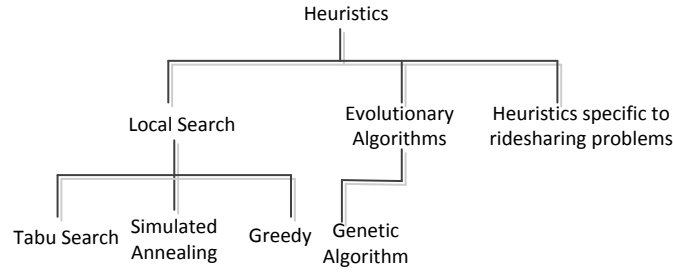 Heuristics
Local Search
Evolutionary
Algorithms
Heuristics specific to
ridesharing problems
Tabu Search
Simulated
Annealing
Greedy
Genetic
Algorithm